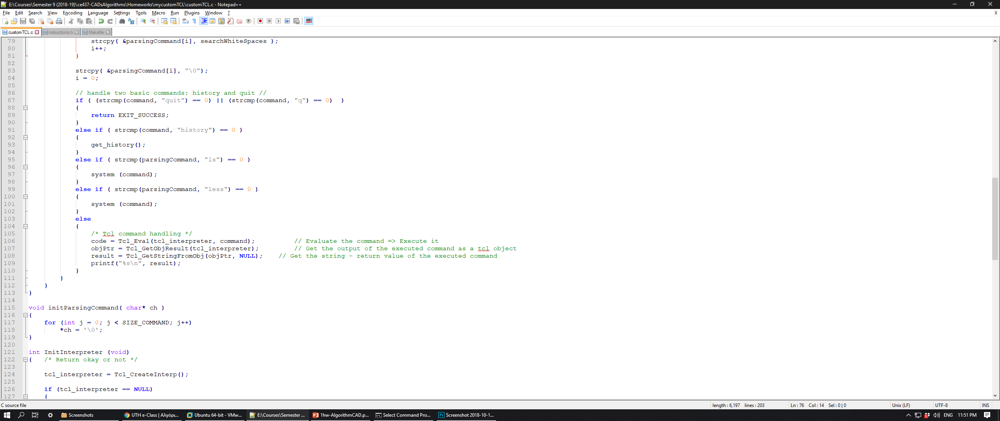 E:\Courses\Semester 9 (2018-19)\ce437-CADsAlgorithms\Homeworks\mycustomTCL\customTCL.c - Notepad++
File Edit Search View Encoding Language Settings Tools Macro Run Plugins Window ? X
ABC
customTCL.c instructions.h Makefile
79 strcpy( &parsingCommand[i], searchWhiteSpaces );
80 i++;
81 }
82
83 strcpy( &parsingCommand[i], "\0");
84 i = 0;
85
86 // handle two basic commands: history and quit //
87 if ( (strcmp(command, "quit") == 0) || (strcmp(command, "q") == 0)  )
88 {
89 return EXIT_SUCCESS;
90 }
91 else if ( strcmp(command, "history") == 0 )
92 {
93 get_history();
94 }
95 else if ( strcmp(parsingCommand, "ls") == 0 )
96 {
97 system (command);
98 }
99 else if ( strcmp(parsingCommand, "less") == 0 )
100 {
101 system (command);
102 }
103 else
104 {
105 /* Tcl command handling */
106 code = Tcl_Eval(tcl_interpreter, command); // Evaluate the command => Execute it
107 objPtr = Tcl_GetObjResult(tcl_interpreter); // Get the output of the executed command as a tcl object
108 result = Tcl_GetStringFromObj(objPtr, NULL); // Get the string - return value of the executed command
109 printf("%s\n", result);
110 }
111 }
112 }
113 }
114
115 void initParsingCommand( char* ch )
116 {
117 for (int j = 0; j < SIZE_COMMAND; j++)
118 *ch = '\0';
119 }
120
121 int InitInterpreter (void)
122 { /* Return okay or not */
123
124 tcl_interpreter = Tcl_CreateInterp();
125
126 if (tcl_interpreter == NULL)
127 {
C source file length : 6,197 lines : 203 Ln : 76 Col : 14 Sel : 0 | 0 Unix (LF) UTF-8 INS
Screenshots UTH e-Class | Αλγόρι... Ubuntu 64-bit - VMw... E:\Courses\Semester ... 1hw-AlgorithmCAD.p... Select Command Pro... Screenshot 2018-10-1... ENG 11:51 PM